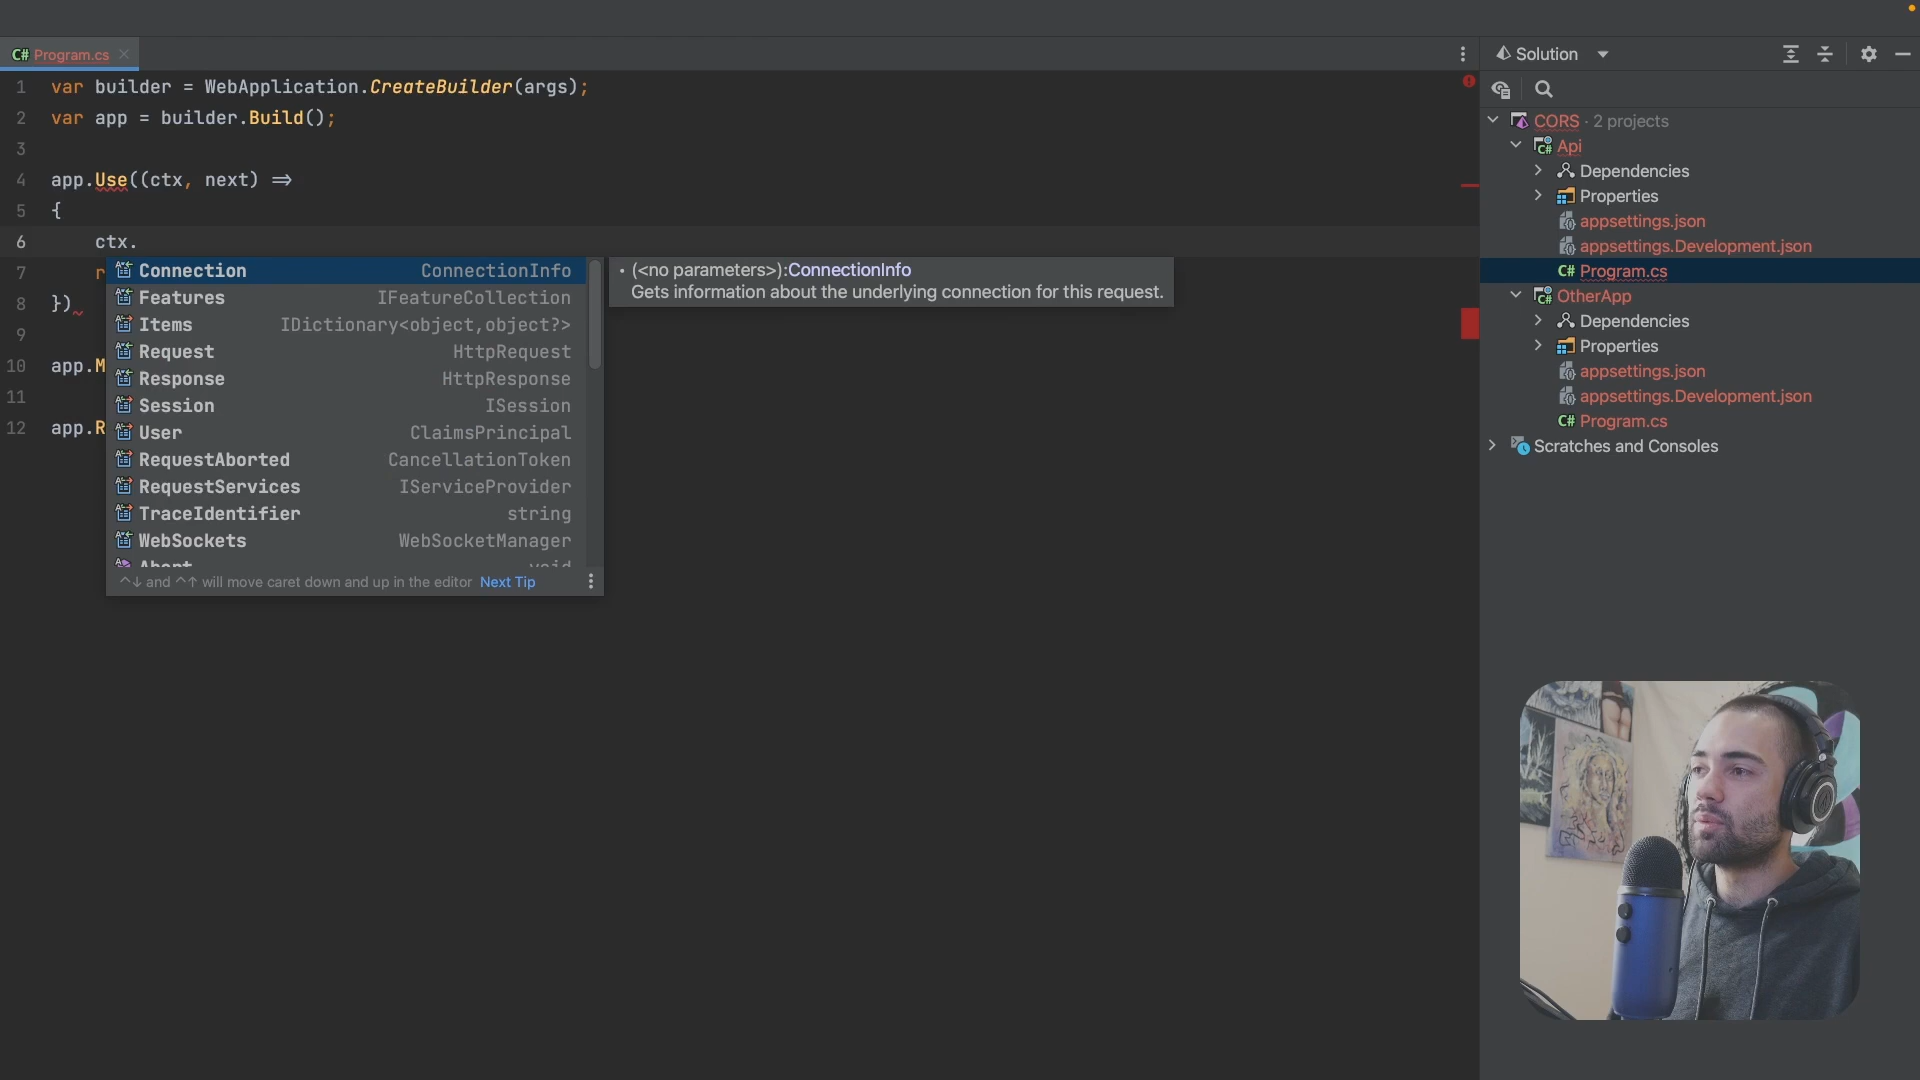 C# Program.cs
Solution
1 var builder = WebApplication.CreateBuilder(args);
2 var app = builder.Build();
3
4 app.Use((ctx, next) =>
5 {
6 ctx.
7 r
8 })
9
10 app.M
11
12 app.R
Connection ConnectionInfo
Features IFeatureCollection
Items IDictionary<object,object?>
Request HttpRequest
Response HttpResponse
Session ISession
User ClaimsPrincipal
RequestAborted CancellationToken
RequestServices IServiceProvider
TraceIdentifier string
WebSockets WebSocketManager
Abort void
^↓ and ^↑ will move caret down and up in the editor Next Tip
• (<no parameters>):ConnectionInfo
Gets information about the underlying connection for this request.
CORS · 2 projects
C# Api
Dependencies
Properties
appsettings.json
appsettings.Development.json
C# Program.cs
C# OtherApp
Dependencies
Properties
appsettings.json
appsettings.Development.json
C# Program.cs
Scratches and Consoles